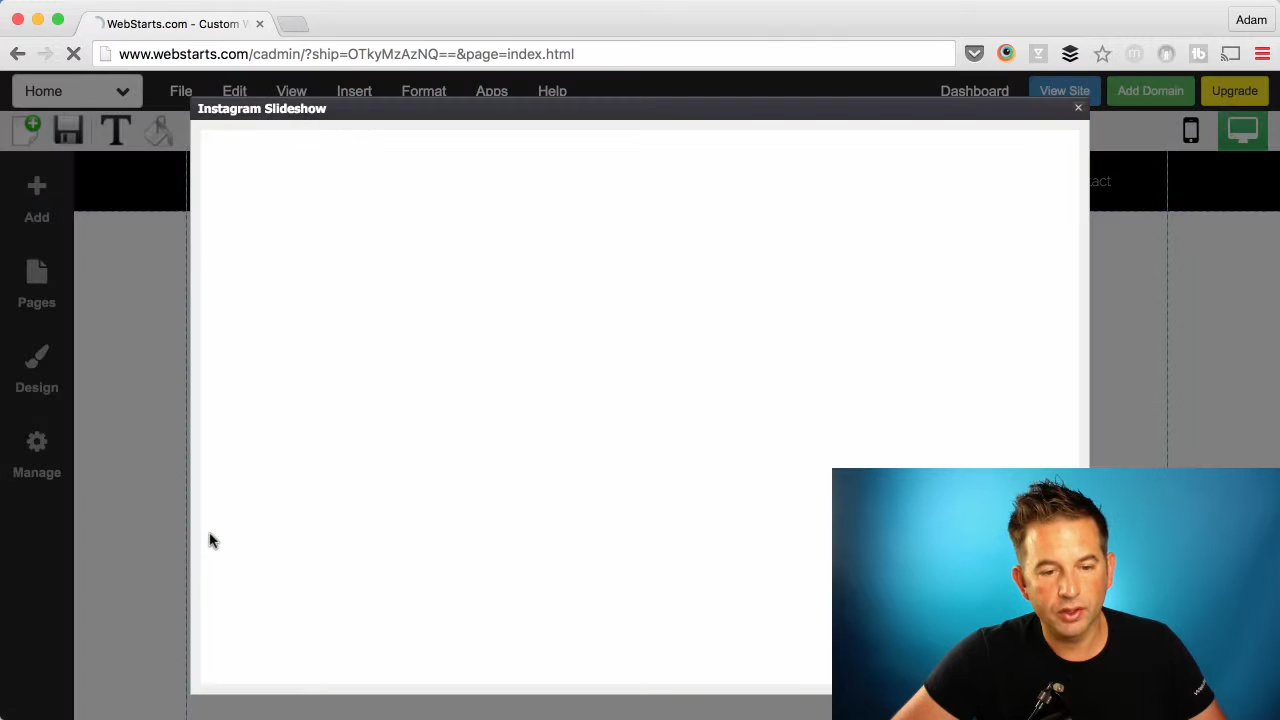 WebStarts.com - Custom W
Adam
www.webstarts.com/cadmin/?ship=OTkyMzAzNQ==&page=index.html
Home
File
Edit
View
Insert
Format
Apps
Help
Dashboard
View Site
Add Domain
Upgrade
Instagram Slideshow
T
tact
Add
Pages
Design
Manage